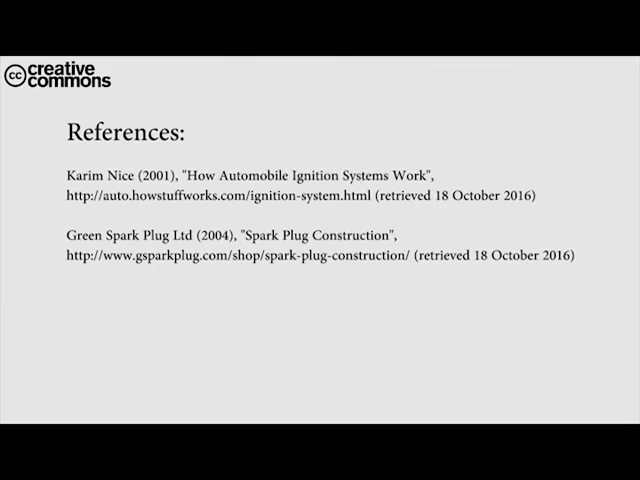 cc creative
commons
References:
Karim Nice (2001), "How Automobile Ignition Systems Work",
http://auto.howstuffworks.com/ignition-system.html (retrieved 18 October 2016)
Green Spark Plug Ltd (2004), "Spark Plug Construction",
http://www.gsparkplug.com/shop/spark-plug-construction/ (retrieved 18 October 2016)